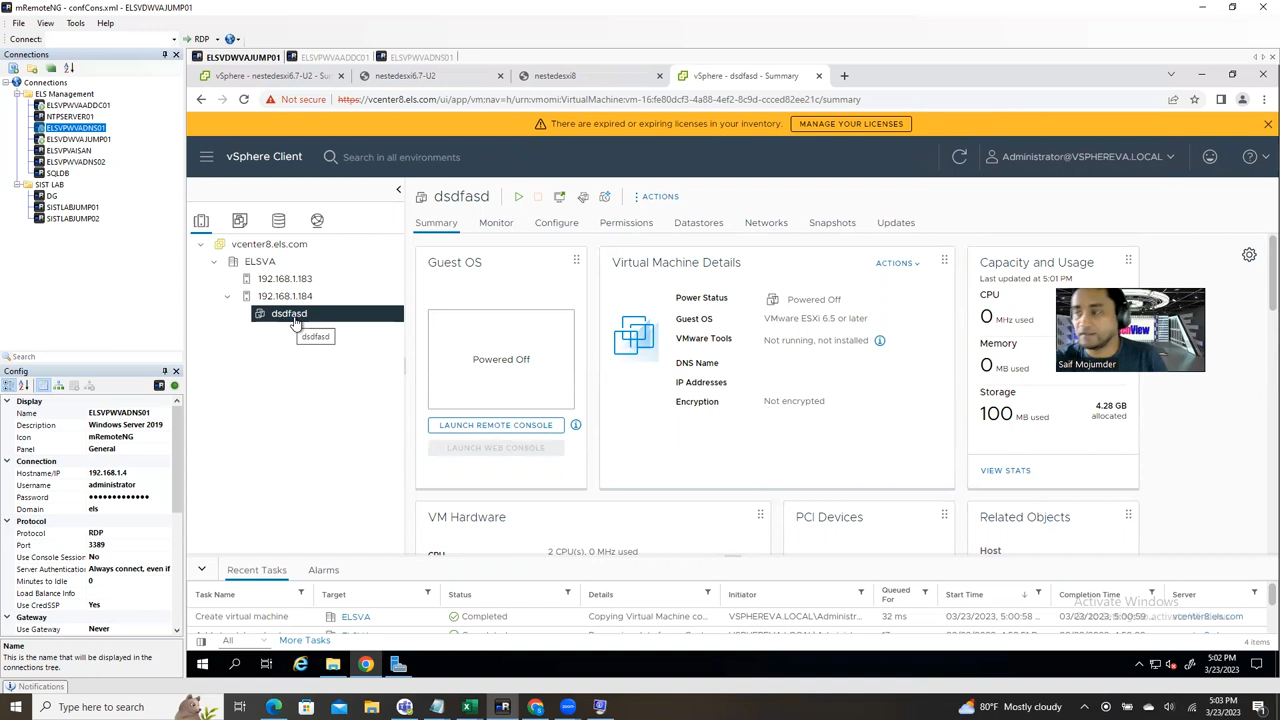 mRemoteNG - confCons.xml - ELSVDWVAJUMP01
File View Tools Help
Connect: RDP
Connections
ELSVDWVAJUMP01 ELSVPWVAADDC01 ELSVPWVADNS01
vSphere - nestedesxi6.7-U2 - Su nestedesxi6.7-U2 nestedesxi8 vSphere - dsdfasd - Summary
Not secure https://vcenter8.els.com/ui/app/vm;nav=h/urn:vmomi:VirtualMachine:vm-16:fe80dcf3-4a88-4ef2-8c9d-ccced82ee21c/summary
There are expired or expiring licenses in your inventory. MANAGE YOUR LICENSES
vSphere Client Search in all environments Administrator@VSPHEREVA.LOCAL
Connections
ELS Management
ELSVPWVAADDC01
NTPSERVER01
ELSVPWVADNS01
ELSVDWVAJUMP01
ELSVPVAISAN
ELSVPWVADNS02
SQLDB
SIST LAB
DG
SISTLABJUMP01
SISTLABJUMP02
Search
vcenter8.els.com
ELSVA
192.168.1.183
192.168.1.184
dsdfasd
dsdfasd
dsdfasd ACTIONS
Summary Monitor Configure Permissions Datastores Networks Snapshots Updates
Guest OS
Powered Off
LAUNCH REMOTE CONSOLE
LAUNCH WEB CONSOLE
Virtual Machine Details ACTIONS
Power Status Powered Off
Guest OS VMware ESXi 6.5 or later
VMware Tools Not running, not installed
DNS Name
IP Addresses
Encryption Not encrypted
Capacity and Usage
Last updated at 5:01 PM
CPU
0 MHz used
Memory
0 MB used
Storage
100 MB used 4.28 GB
allocated
VIEW STATS
Saif Mojumder
VM Hardware
CPU 2 CPU(s), 0 MHz used
PCI Devices
Related Objects
Host
Config
Display
Name ELSVPWVADNS01
Description Windows Server 2019
Icon mRemoteNG
Panel General
Connection
Hostname/IP 192.168.1.4
Username administrator
Password ●●●●●●●●●●●●
Domain els
Protocol
Protocol RDP
Port 3389
Use Console Session No
Server Authentication Always connect, even if
Minutes to Idle 0
Load Balance Info
Use CredSSP Yes
Gateway
Use Gateway Never
Name
This is the name that will be displayed in the
connections tree.
Notifications
Recent Tasks Alarms
Task Name Target Status Details Initiator Queued
For Start Time Completion Time Server
Create virtual machine ELSVA Completed Copying Virtual Machine co... VSPHEREVA.LOCAL\Administr... 32 ms 03/23/2023, 5:00:58 ... 03/23/2023, 5:00:59 vcenter8.els.com
Activate Windows
All More Tasks 4 items
5:02 PM
3/23/2023
Type here to search
80°F Mostly cloudy
5:03 PM
3/23/2023